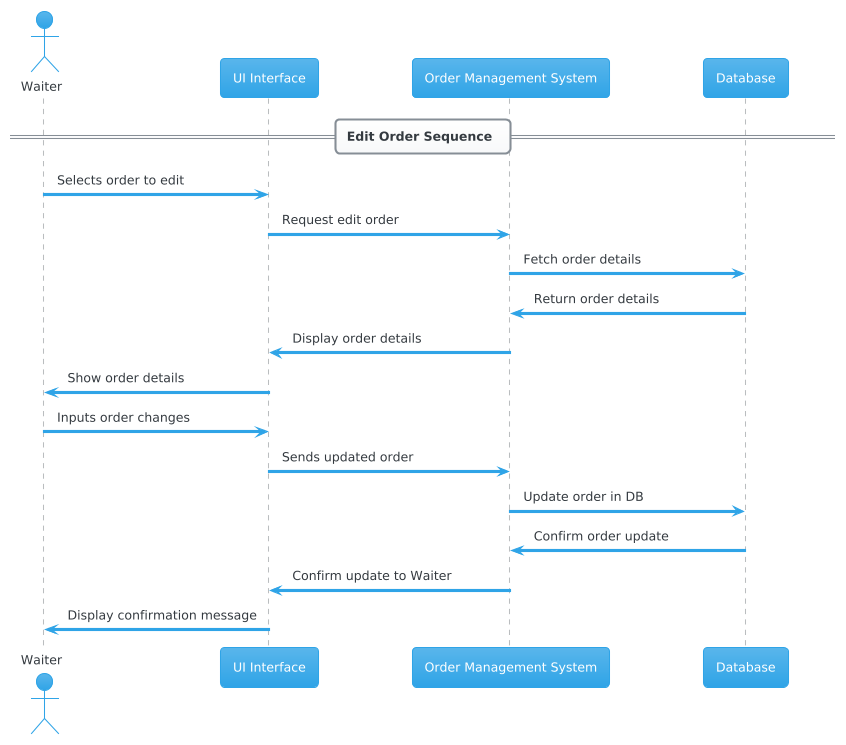 Waiter
UI Interface
Order Management System
Database
Edit Order Sequence
Selects order to edit
Request edit order
Fetch order details
Return order details
Display order details
Show order details
Inputs order changes
Sends updated order
Update order in DB
Confirm order update
Confirm update to Waiter
Display confirmation message
Waiter
UI Interface
Order Management System
Database